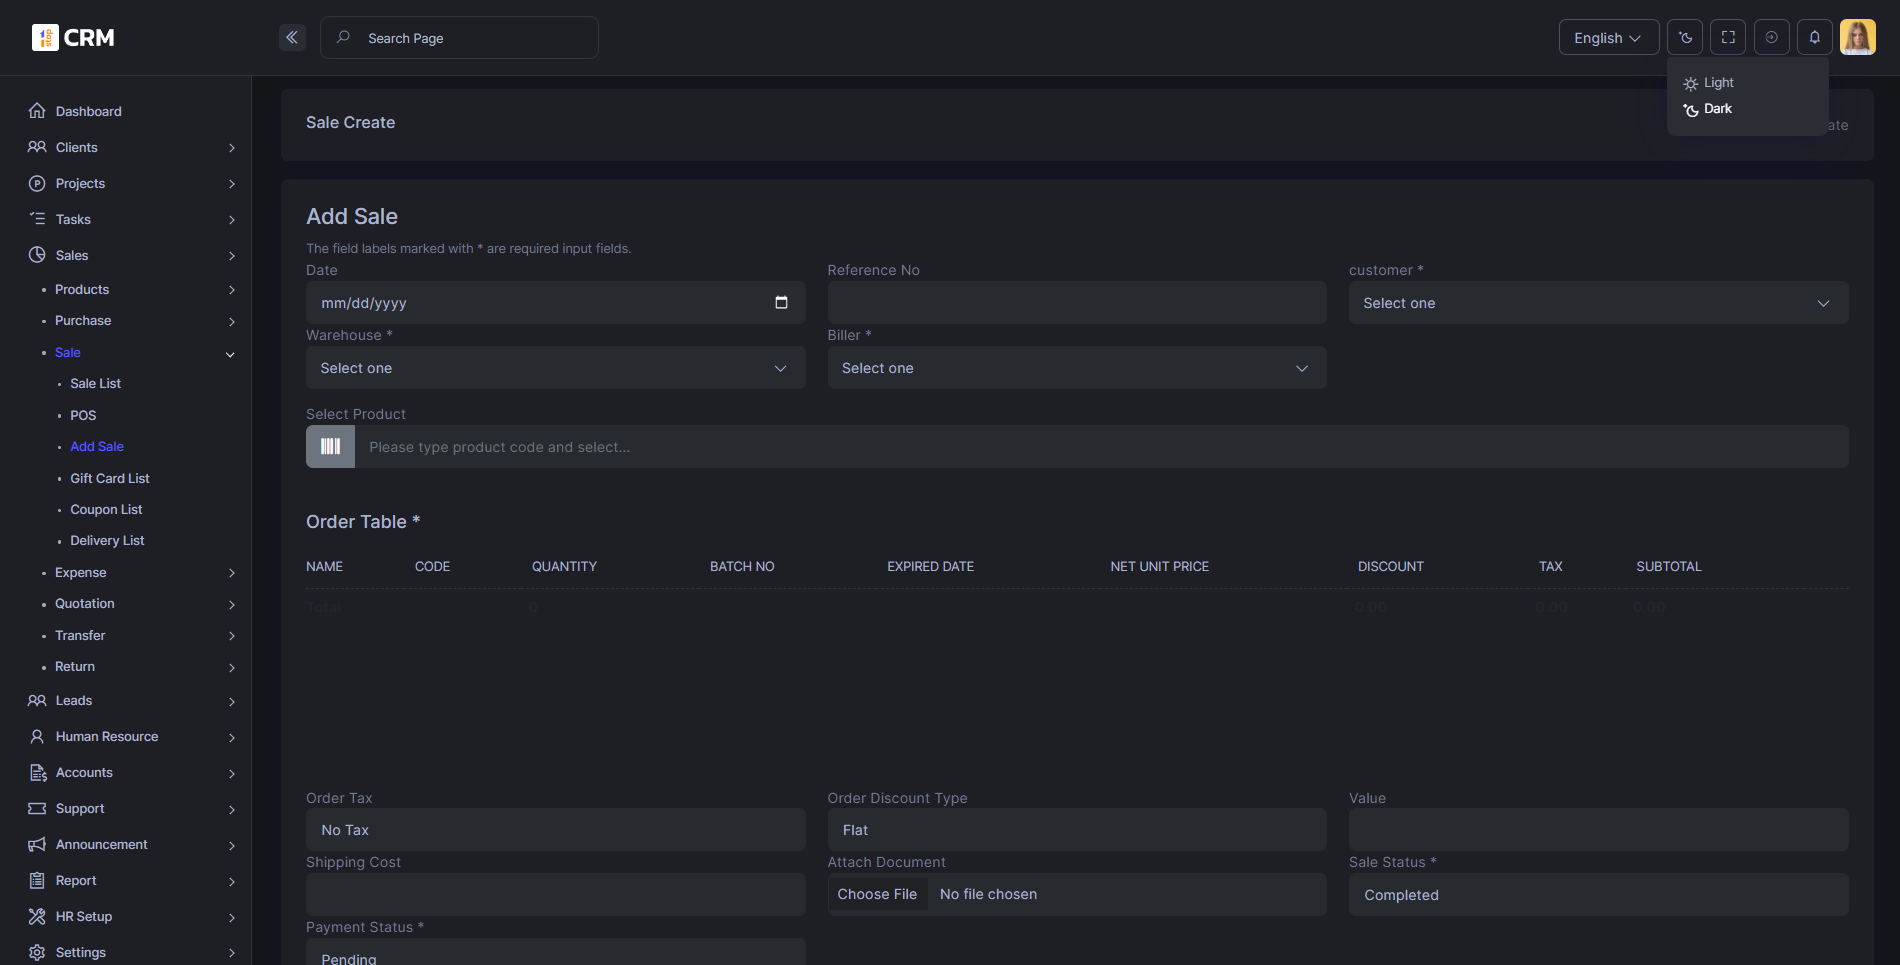 1 stop CRM
Search Page
English
Light
Dark
Dashboard
Clients
Projects
Tasks
Sales
Products
Purchase
Sale
Sale List
POS
Add Sale
Gift Card List
Coupon List
Delivery List
Expense
Quotation
Transfer
Return
Leads
Human Resource
Accounts
Support
Announcement
Report
HR Setup
Settings
Sale Create
ate
Add Sale
The field labels marked with * are required input fields.
Date
Reference No
customer *
mm/dd/yyyy
Select one
Warehouse *
Biller *
Select one
Select one
Select Product
Please type product code and select...
Order Table *
NAME CODE QUANTITY BATCH NO EXPIRED DATE NET UNIT PRICE DISCOUNT TAX SUBTOTAL
Total 0 0.00 0.00 0.00
Order Tax
Order Discount Type
Value
No Tax
Flat
Shipping Cost
Attach Document
Sale Status *
Choose File No file chosen
Completed
Payment Status *
Pending